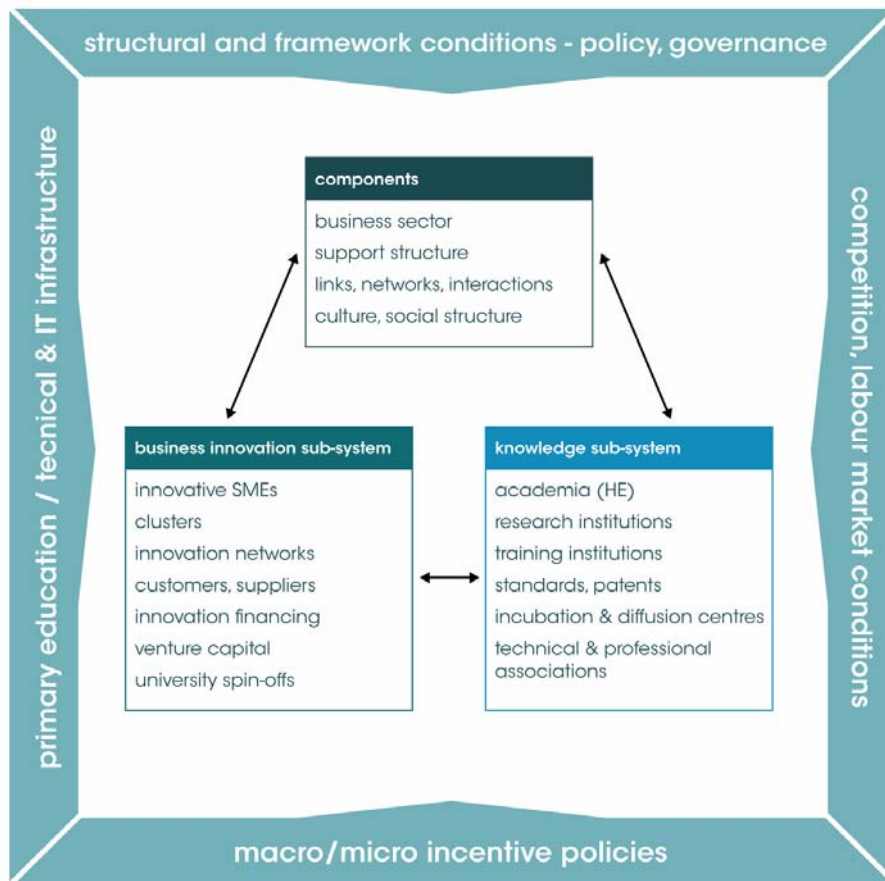 structural and framework conditions - policy, governance
primary education / tecnical & IT infrastructure
competition, labour market conditions
components
business sector
support structure
links, networks, interactions
culture, social structure
business innovation sub-system
innovative SMEs
clusters
innovation networks
customers, suppliers
innovation financing
venture capital
university spin-offs
knowledge sub-system
academia (HE)
research institutions
training institutions
standards, patents
incubation & diffusion centres
technical & professional
associations
macro/micro incentive policies